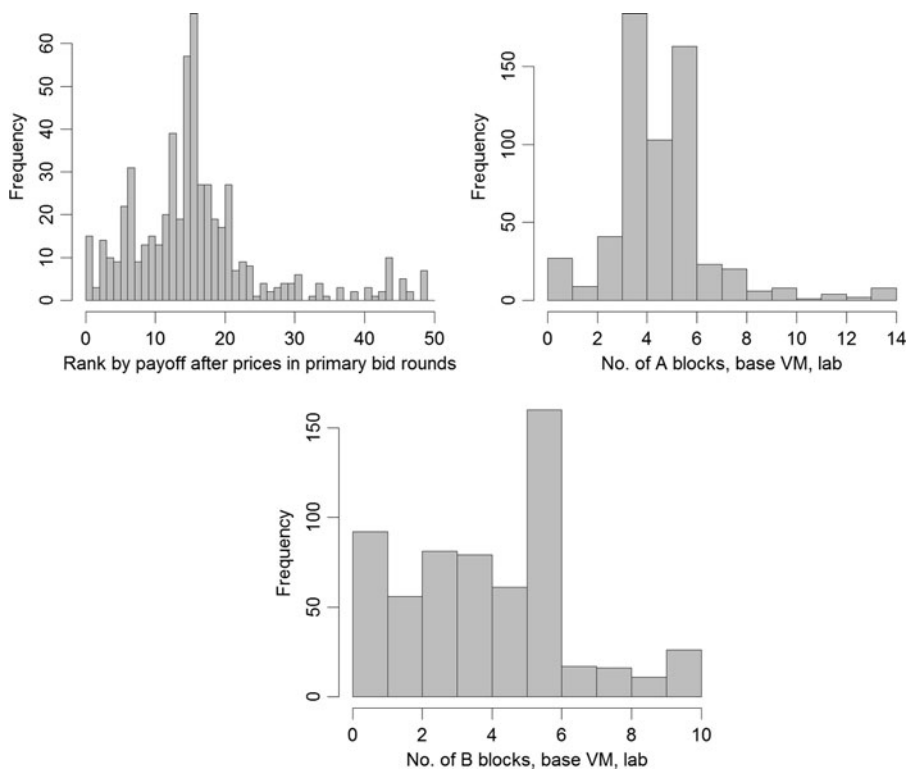 Frequency
60
50
40
30
20
10
0
0 10 20 30 40 50
Rank by payoff after prices in primary bid rounds
Frequency
150
100
50
0
0 2 4 6 8 10 12 14
No. of A blocks, base VM, lab
Frequency
150
100
50
0
0 2 4 6 8 10
No. of B blocks, base VM, lab